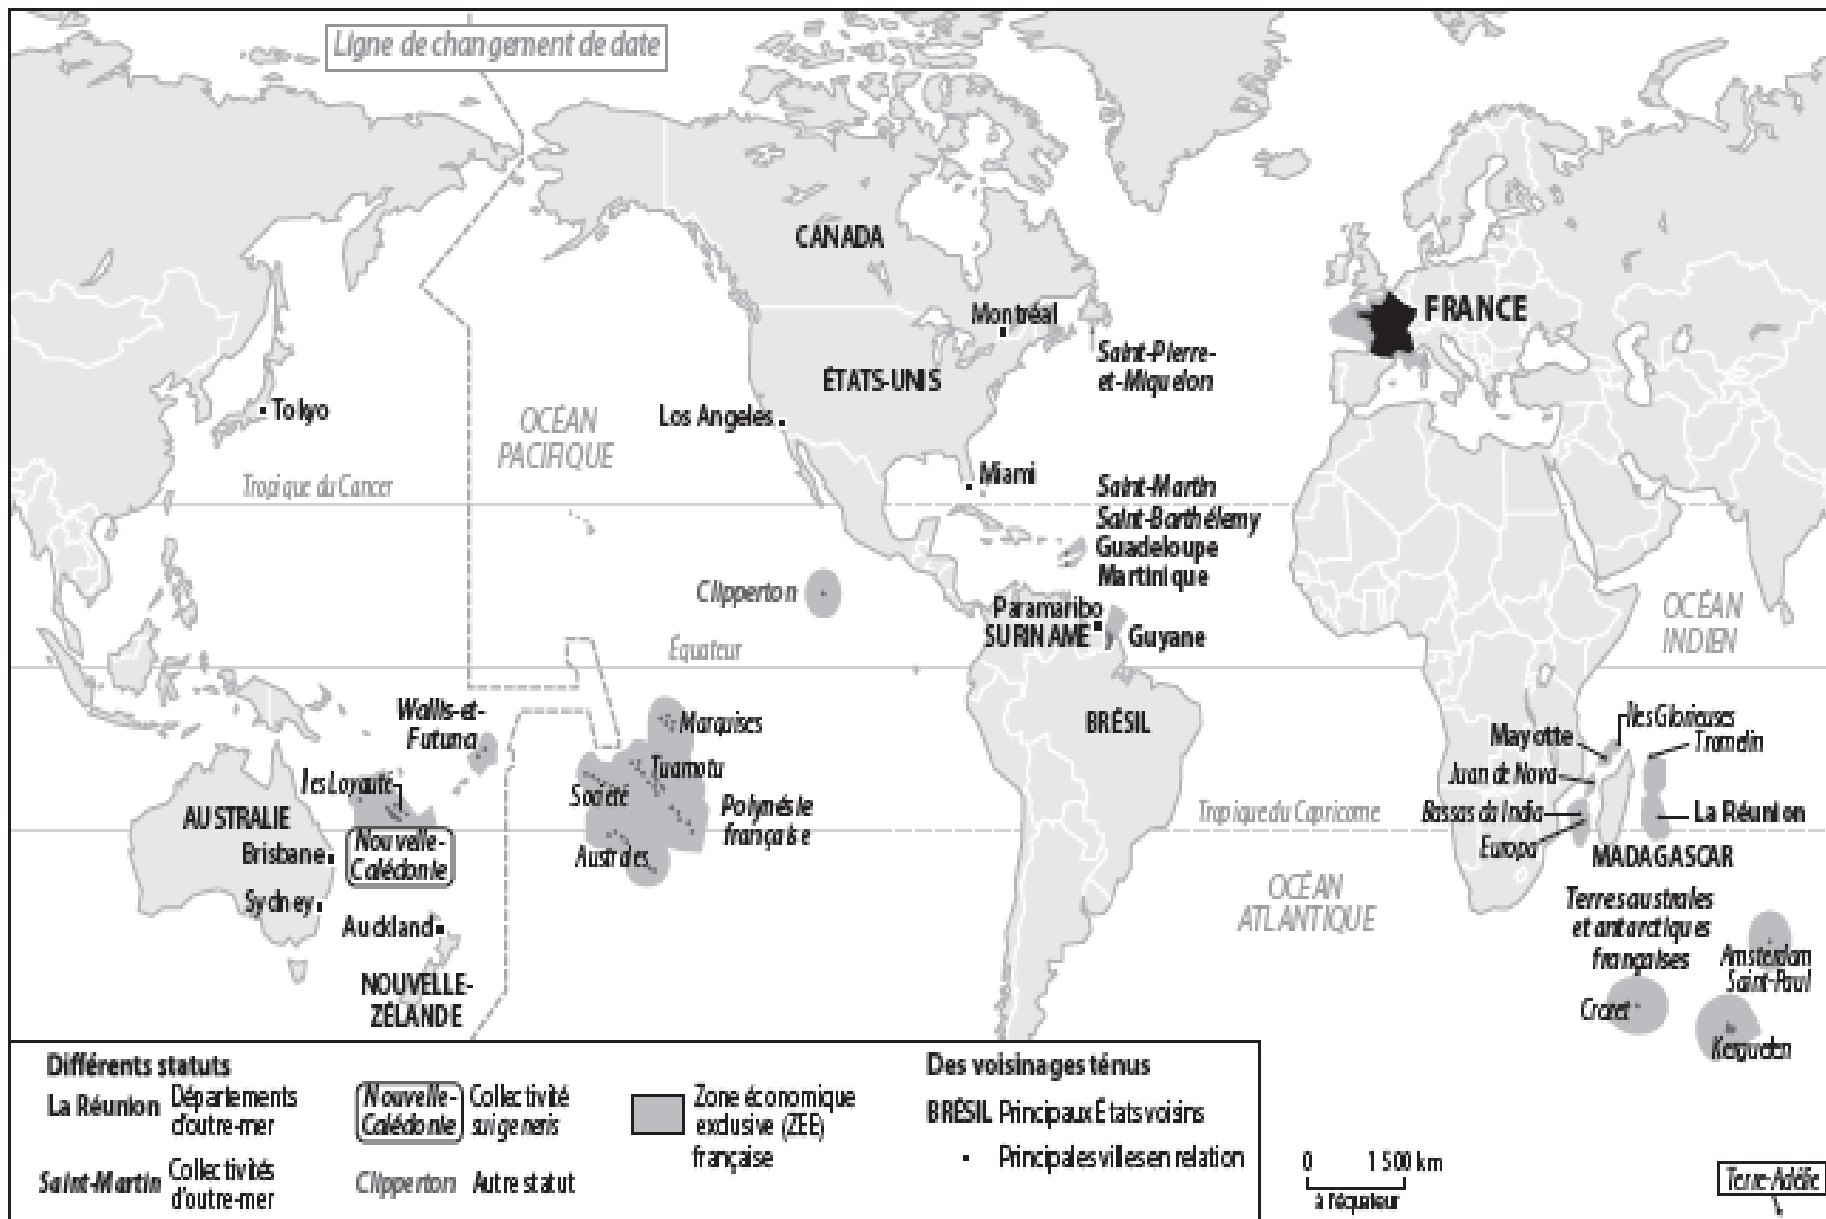 Ligne de changement de date
CANADA
Montréal
FRANCE
Saint-Pierre-
et-Miquelon
ÉTATS-UNIS
Tokyo
OCÉAN
PACIFIQUE
Los Angeles
Miami
Tropique du Cancer
Saint-Martin
Saint-Barthélemy
Guadeloupe
Martinique
Clipperton
Paramaribo
SURINAME
Guyane
OCÉAN
INDIEN
Équateur
Wallis-et-
Futuna
Marquises
BRÉSIL
Îles Glorieuses
Mayotte
Tromelin
Îles Loyauté
Tuamotu
Société
Juan de Nova
Polynésie
française
AUSTRALIE
Tropique du Capricorne
Bassas da India
La Réunion
Nouvelle-
Calédonie
Brisbane
Australes
Europa
MADAGASCAR
Sydney
OCÉAN
ATLANTIQUE
Terres australes
et antarctiques
françaises
Auckland
Amsterdam
Saint-Paul
NOUVELLE-
ZÉLANDE
Crozet
Kerguelen
Différents statuts
La Réunion Départements
d'outre-mer
Saint-Martin Collectivités
d'outre-mer
Nouvelle-
Calédonie
Collectivité
sui generis
Clipperton Autre statut
Zone économique
exclusive (ZEE)
française
Des voisinages ténus
BRÉSIL Principaux États voisins
Principales villes en relation
0 1 500 km
à l'équateur
Terre-Adélie